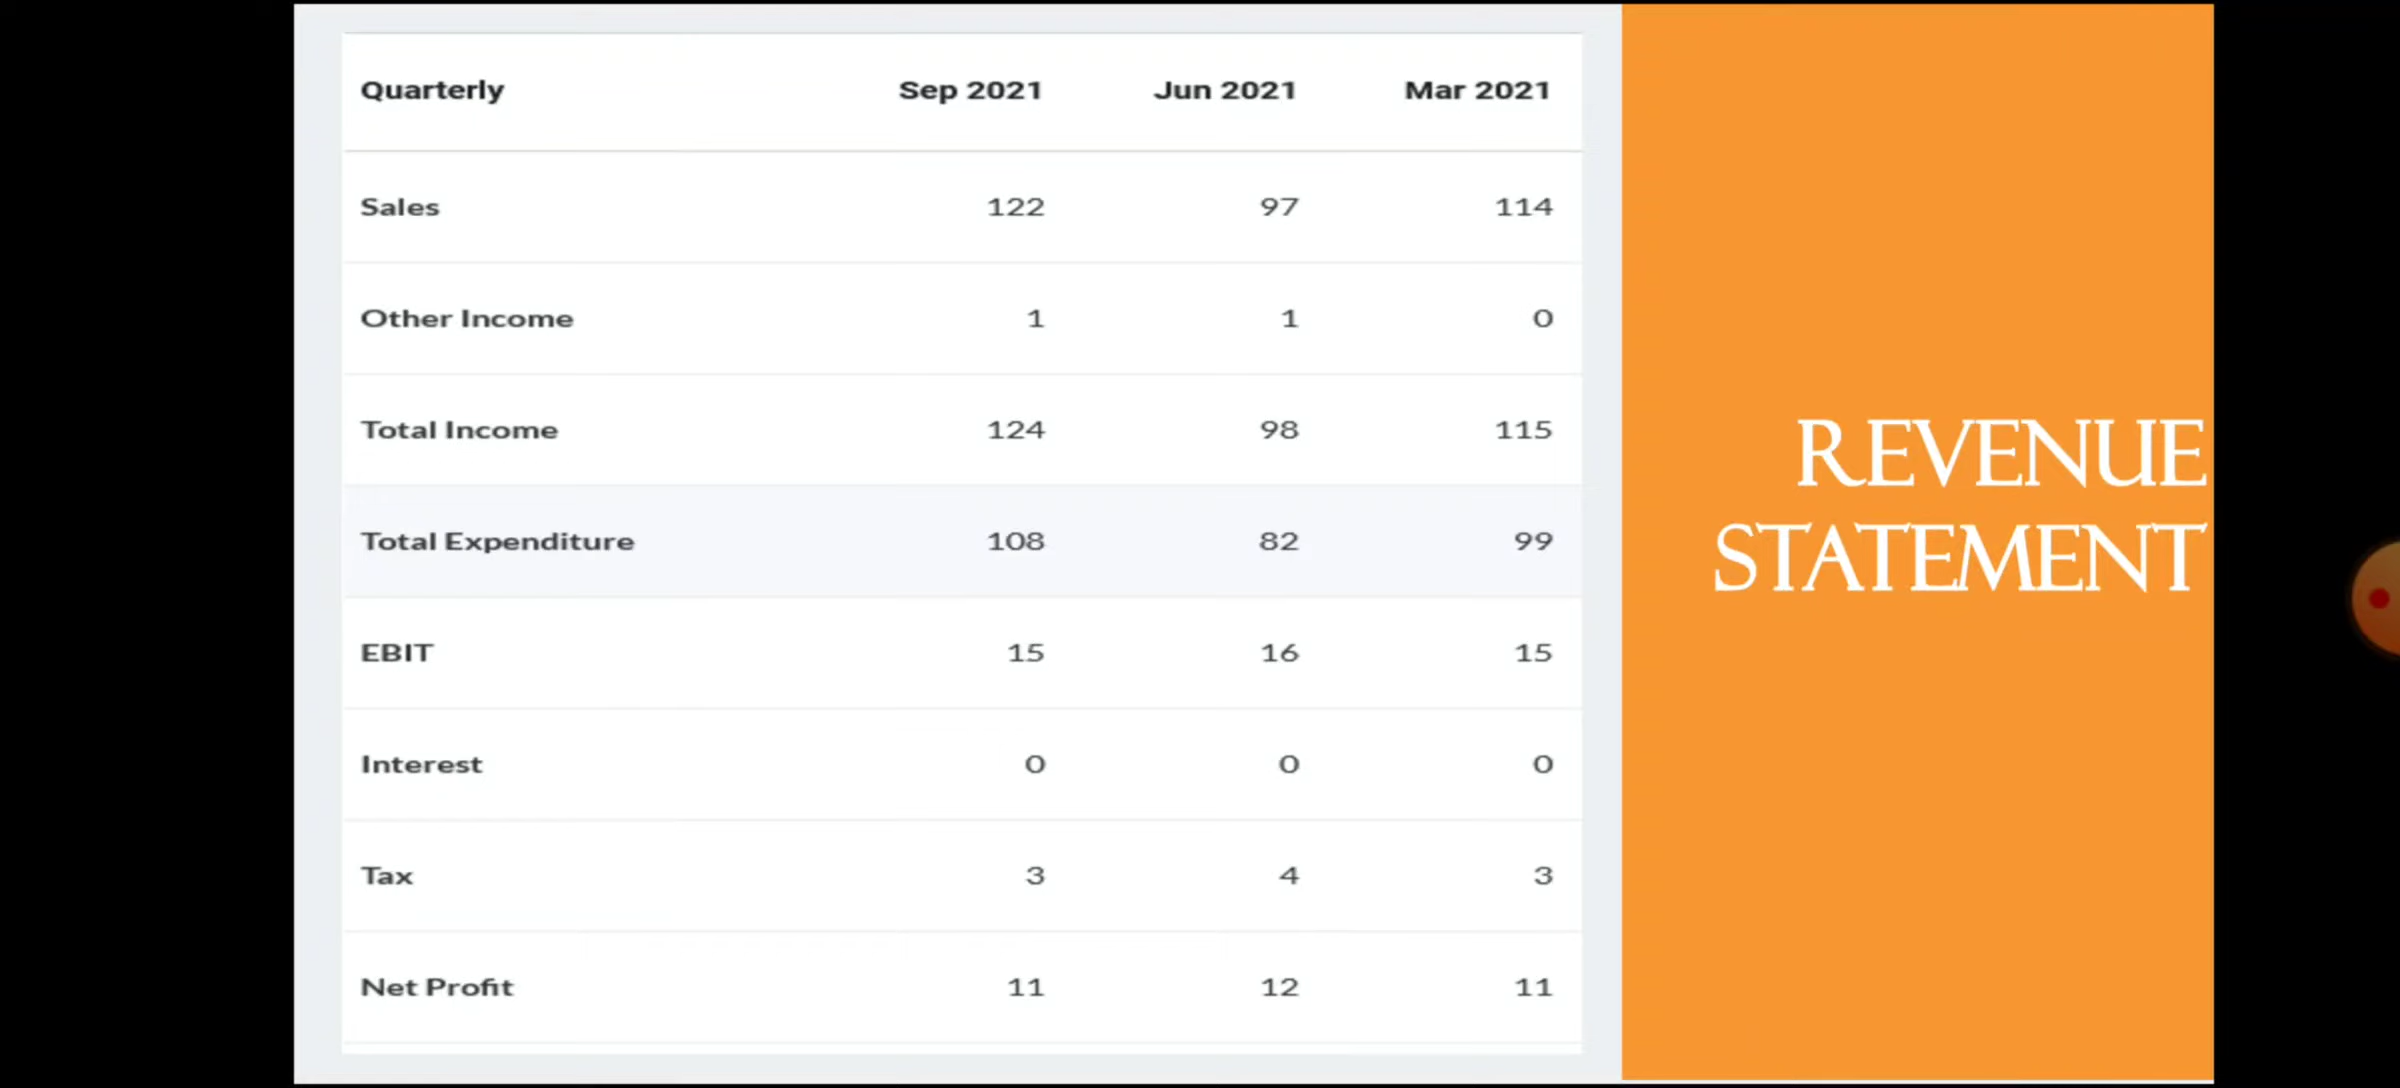 Quarterly Sep 2021 Jun 2021 Mar 2021
Sales 122 97 114
Other Income 1 1 0
Total Income 124 98 115
Total Expenditure 108 82 99
EBIT 15 16 15
Interest 0 0 0
Tax 3 4 3
Net Profit 11 12 11
REVENUE
STATEMENT